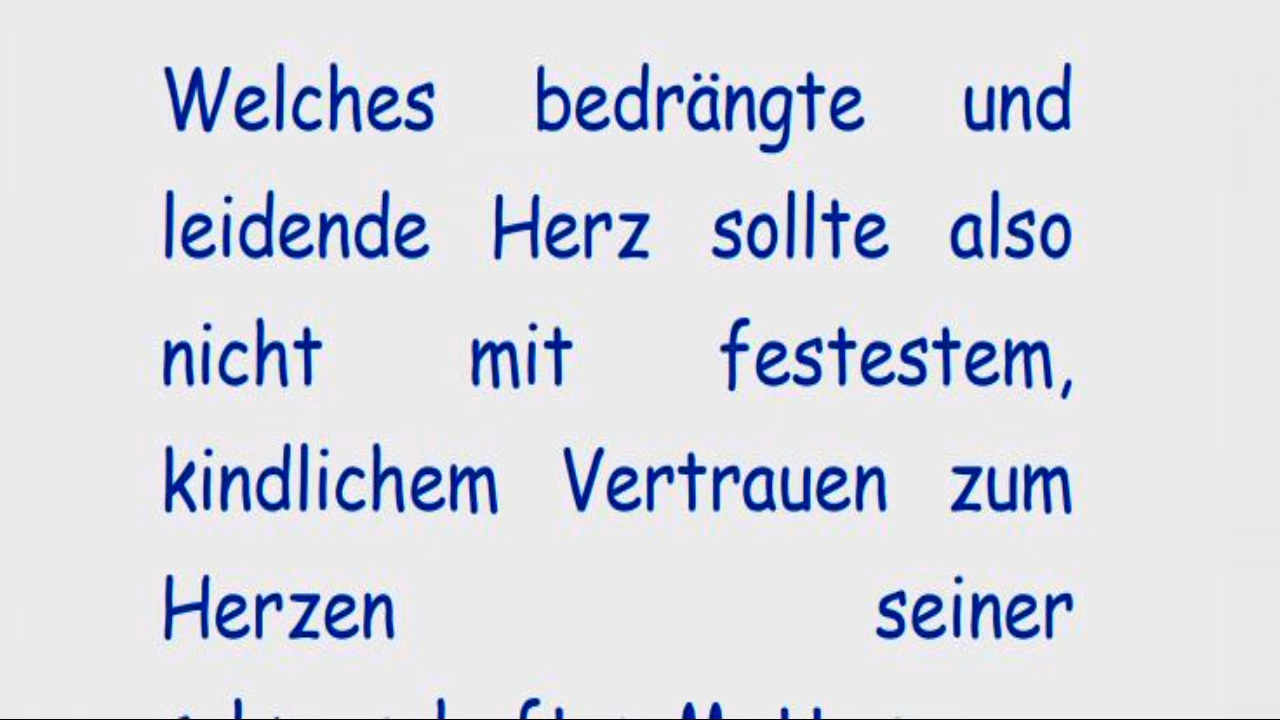 Welches bedrängte und
leidende Herz sollte also
nicht mit festestem,
kindlichem Vertrauen zum
Herzen seiner